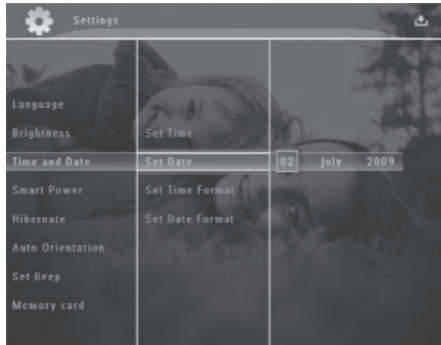 Settings
Language
Brightness
Time and Date
Smart Power
Hibernate
Auto Orientation
Set Beep
Memory card
Set Time
Set Date
Set Time Format
Set Date Format
02 July 2009